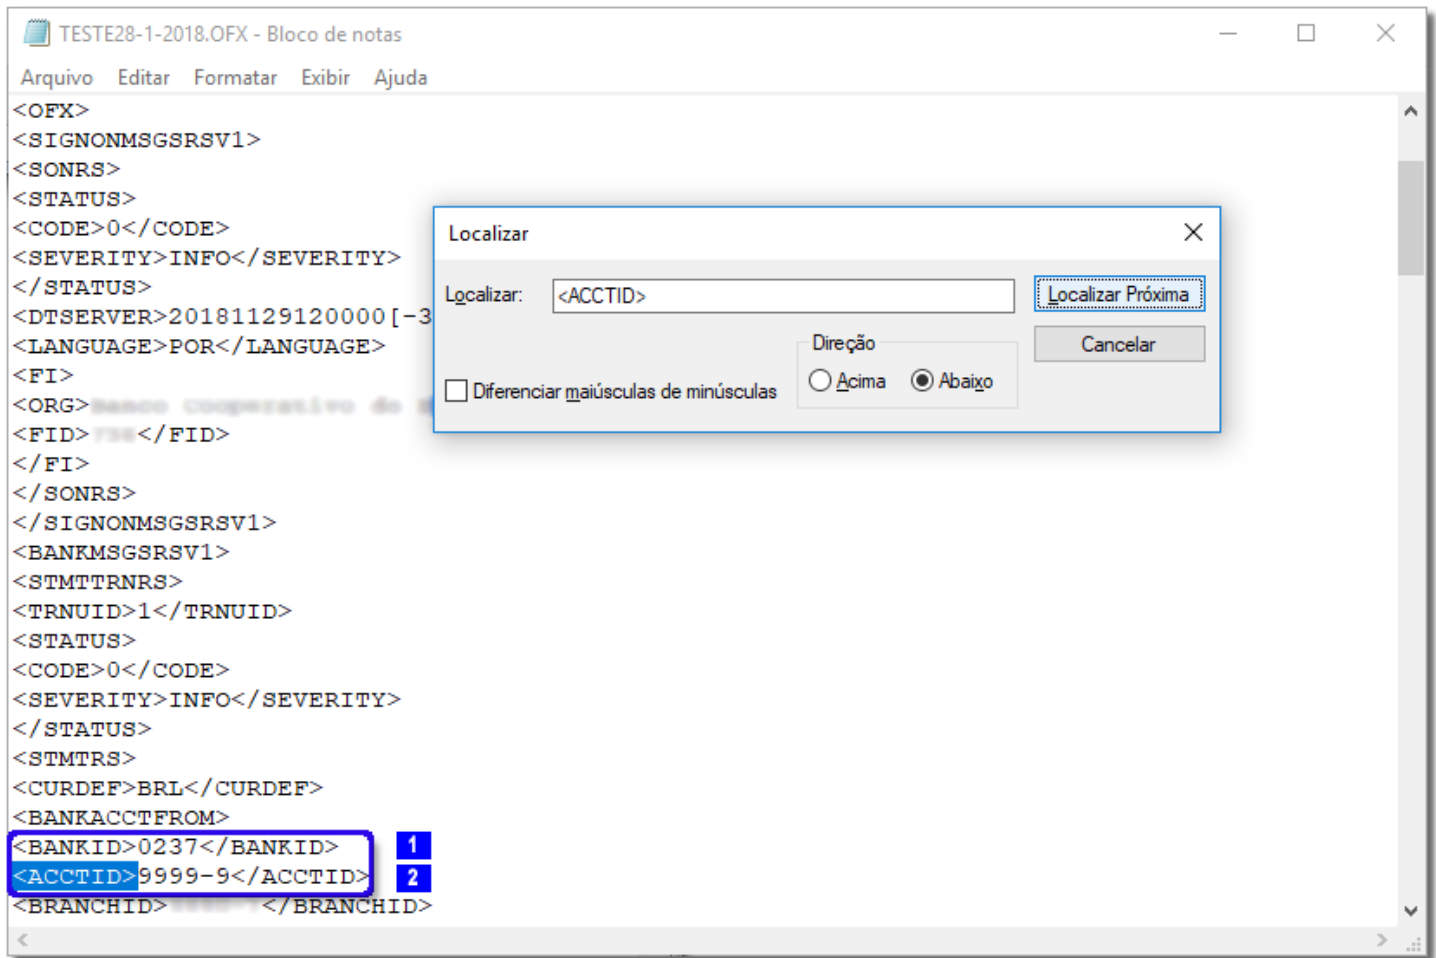 TESTE28-1-2018.OFX - Bloco de notas
Arquivo Editar Formatar Exibir Ajuda
<OFX>
<SIGNONMSGSRSV1>
<SONRS>
<STATUS>
<CODE>0</CODE>
<SEVERITY>INFO</SEVERITY>
</STATUS>
<DTSERVER>20181129120000[-3
<LANGUAGE>POR</LANGUAGE>
<FI>
<ORG>
<FID></FID>
</FI>
</SONRS>
</SIGNONMSGSRSV1>
<BANKMSGSRSV1>
<STMTTRNRS>
<TRNUID>1</TRNUID>
<STATUS>
<CODE>0</CODE>
<SEVERITY>INFO</SEVERITY>
</STATUS>
<STMTRS>
<CURDEF>BRL</CURDEF>
<BANKACCTFROM>
<BANKID>0237</BANKID> 1
<ACCTID>9999-9</ACCTID> 2
<BRANCHID></BRANCHID>
Localizar
Localizar: <ACCTID> Localizar Próxima
Direção Cancelar
Diferenciar maiúsculas de minúsculas Acima Abaixo